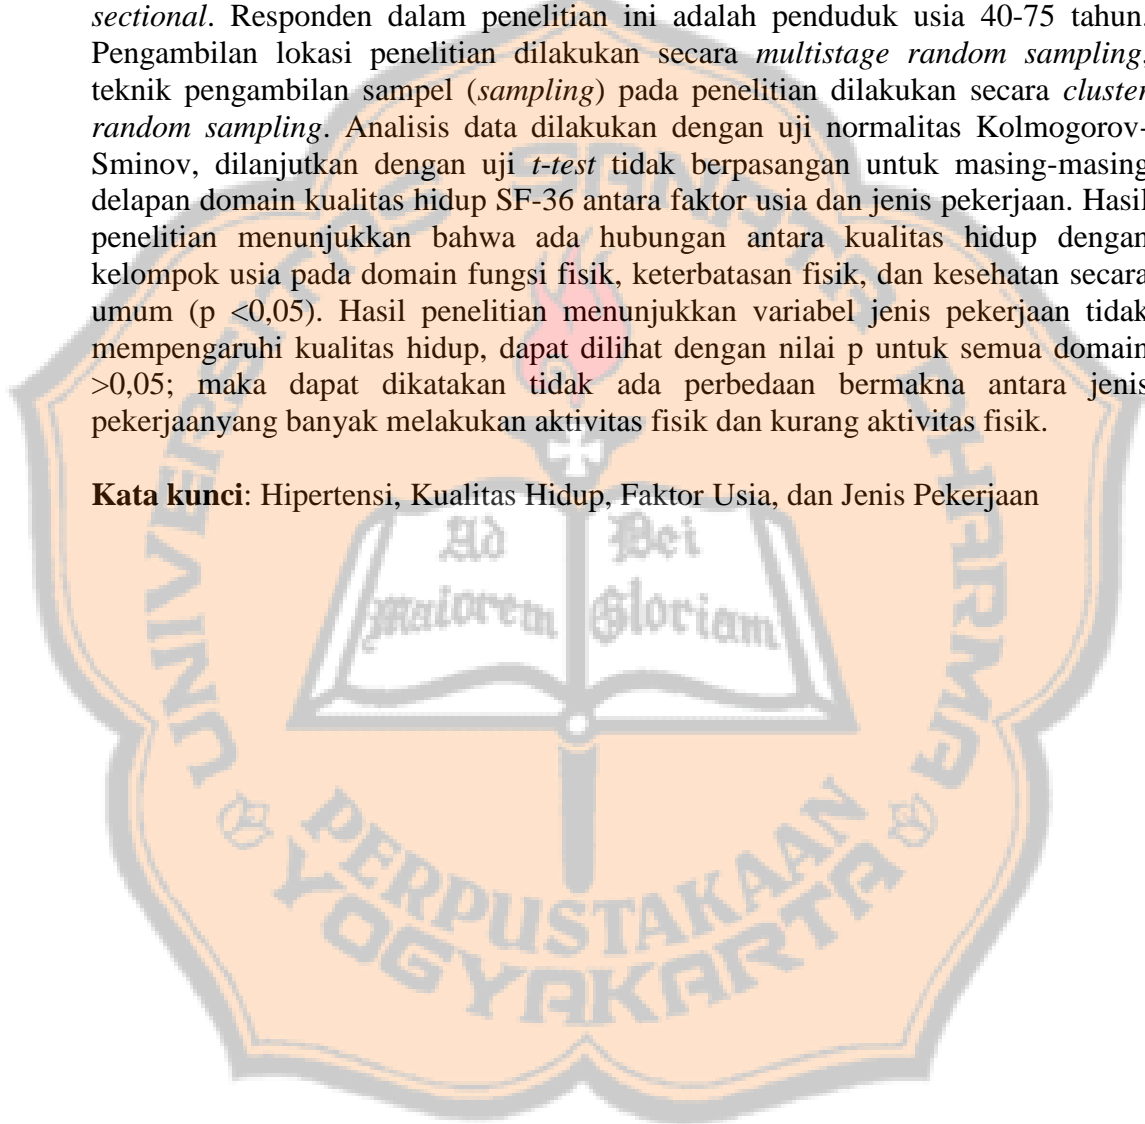 sectional. Responden dalam penelitian ini adalah penduduk usia 40-75 tahun.
Pengambilan lokasi penelitian dilakukan secara multistage random sampling,
teknik pengambilan sampel (sampling) pada penelitian dilakukan secara cluster
random sampling. Analisis data dilakukan dengan uji normalitas Kolmogorov-
Sminov, dilanjutkan dengan uji t-test tidak berpasangan untuk masing-masing
delapan domain kualitas hidup SF-36 antara faktor usia dan jenis pekerjaan. Hasil
penelitian menunjukkan bahwa ada hubungan antara kualitas hidup dengan
kelompok usia pada domain fungsi fisik, keterbatasan fisik, dan kesehatan secara
umum (p <0,05). Hasil penelitian menunjukkan variabel jenis pekerjaan tidak
mempengaruhi kualitas hidup, dapat dilihat dengan nilai p untuk semua domain
>0,05; maka dapat dikatakan tidak ada perbedaan bermakna antara jenis
pekerjaanyang banyak melakukan aktivitas fisik dan kurang aktivitas fisik.
Kata kunci: Hipertensi, Kualitas Hidup, Faktor Usia, dan Jenis Pekerjaan
UNIVERSITAS SANATA DHARMA
Ad Maiorem
Dei Gloriam
PERPUSTAKAAN
YOGYAKARTA